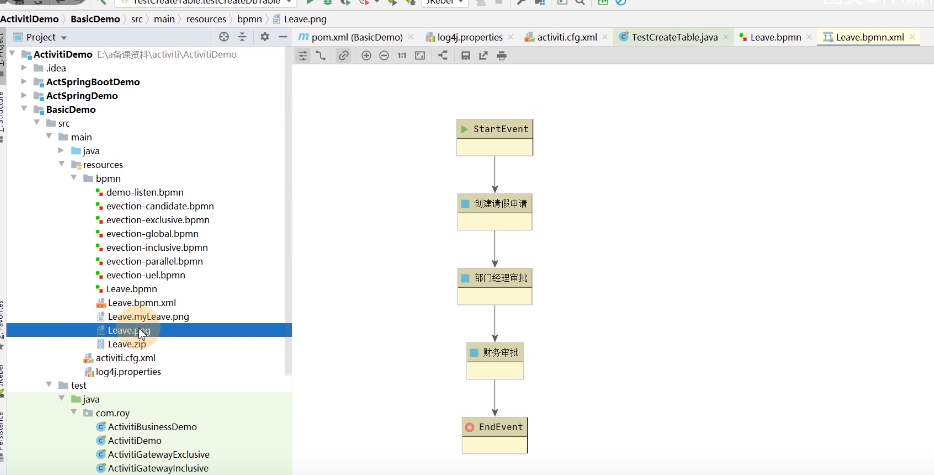 TestCreateTable.testCreateDbTable
JRebel
ActivitiDemo
BasicDemo
src
main
resources
bpmn
Leave.png
Project
pom.xml (BasicDemo)
log4j.properties
activiti.cfg.xml
TestCreateTable.java
Leave.bpmn
Leave.bpmn.xml
1:1
ActivitiDemo E:\a备课资料\activiti\ActivitiDemo
.idea
ActSpringBootDemo
ActSpringDemo
BasicDemo
src
main
java
resources
bpmn
demo-listen.bpmn
evection-candidate.bpmn
evection-exclusive.bpmn
evection-global.bpmn
evection-inclusive.bpmn
evection-parallel.bpmn
evection-uel.bpmn
Leave.bpmn
Leave.bpmn.xml
Leave.myLeave.png
Leave.png
Leave.zip
activiti.cfg.xml
log4j.properties
test
java
com.roy
ActivitiBusinessDemo
ActivitiDemo
ActivitiGatewayExclusive
ActivitiGatewayInclusive
StartEvent
创建请假申请
部门经理审批
财务审批
EndEvent